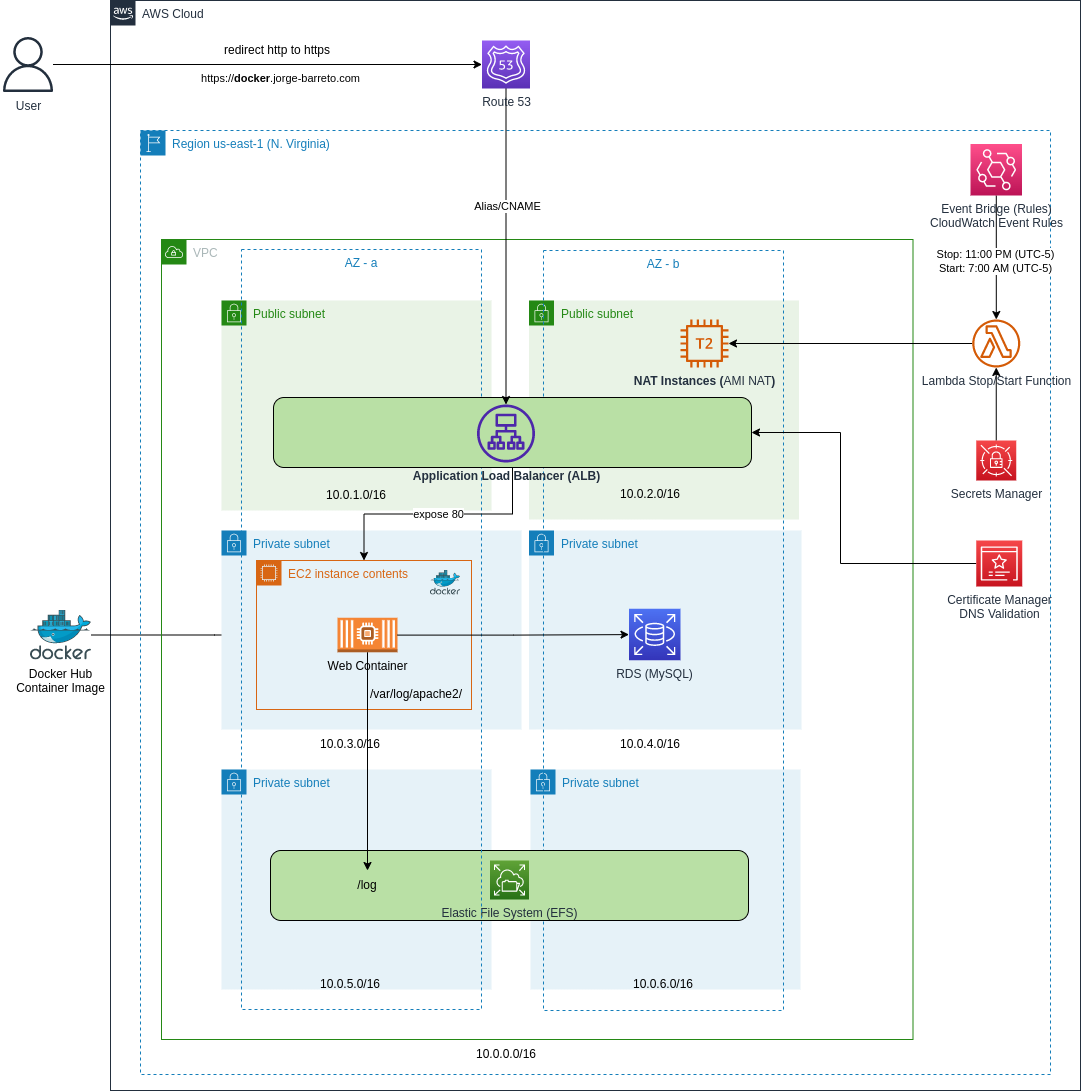 aws
AWS Cloud
redirect http to https
https://docker.jorge-barreto.com
User
53
Route 53
Region us-east-1 (N. Virginia)
Alias/CNAME
Event Bridge (Rules)
CloudWatch Event Rules
Stop: 11:00 PM (UTC-5)
Start: 7:00 AM (UTC-5)
VPC
AZ - a
AZ - b
Public subnet
Public subnet
T2
NAT Instances (AMI NAT)
Lambda Stop/Start Function
Application Load Balancer (ALB)
10.0.1.0/16
10.0.2.0/16
Secrets Manager
expose 80
Private subnet
Private subnet
EC2 instance contents
docker
Certificate Manager
DNS Validation
docker
Docker Hub
Container Image
Web Container
/var/log/apache2/
RDS (MySQL)
10.0.3.0/16
10.0.4.0/16
Private subnet
Private subnet
/log
Elastic File System (EFS)
10.0.5.0/16
10.0.6.0/16
10.0.0.0/16